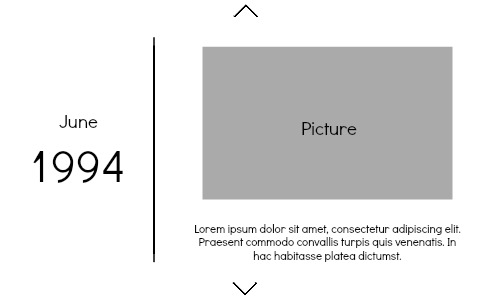 June
1994
Picture
Lorem ipsum dolor sit amet, consectetur adipiscing elit.
Praesent commodo convallis turpis quis venenatis. In
hac habitasse platea dictumst.